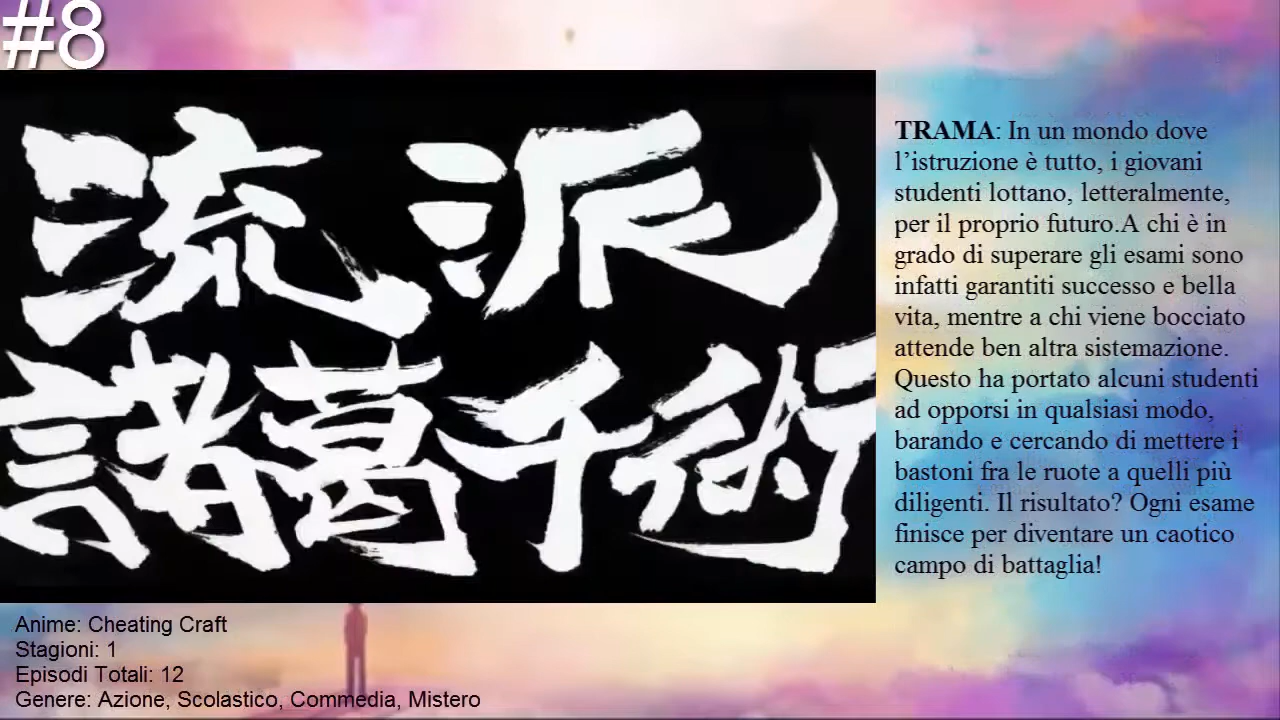 #8
流派
諸葛千術
TRAMA: In un mondo dove
l’istruzione è tutto, i giovani
studenti lottano, letteralmente,
per il proprio futuro.A chi è in
grado di superare gli esami sono
infatti garantiti successo e bella
vita, mentre a chi viene bocciato
attende ben altra sistemazione.
Questo ha portato alcuni studenti
ad opporsi in qualsiasi modo,
barando e cercando di mettere i
bastoni fra le ruote a quelli più
diligenti. Il risultato? Ogni esame
finisce per diventare un caotico
campo di battaglia!
Anime: Cheating Craft
Stagioni: 1
Episodi Totali: 12
Genere: Azione, Scolastico, Commedia, Mistero